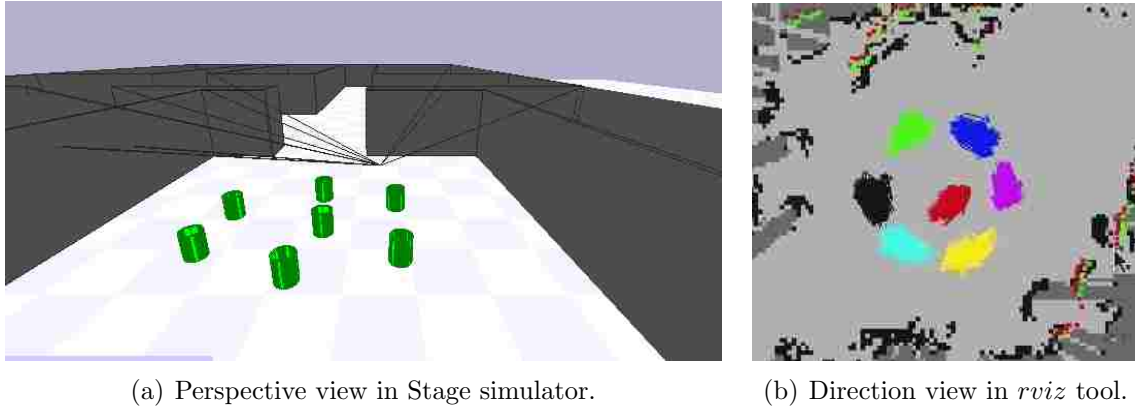 (a) Perspective view in Stage simulator.
(b) Direction view in rviz tool.